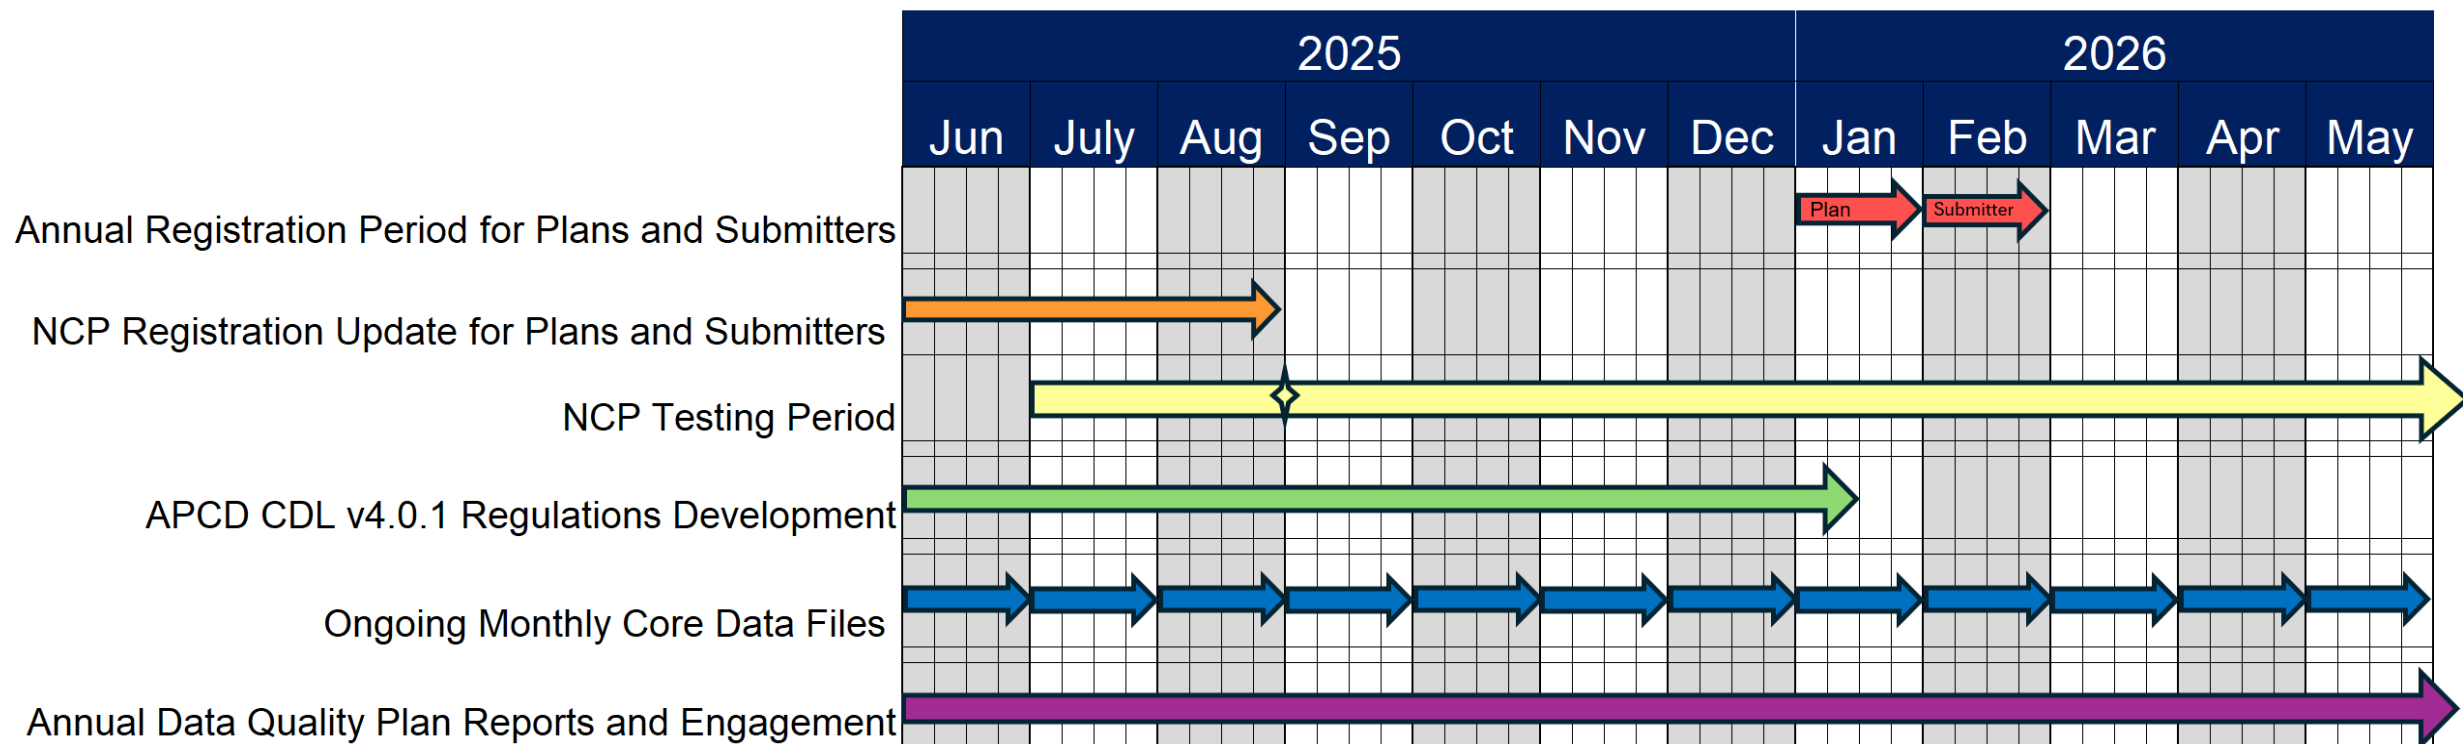 2025 2026
Jun July Aug Sep Oct Nov Dec Jan Feb Mar Apr May
Annual Registration Period for Plans and Submitters Plan Submitter
NCP Registration Update for Plans and Submitters
NCP Testing Period
APCD CDL v4.0.1 Regulations Development
Ongoing Monthly Core Data Files
Annual Data Quality Plan Reports and Engagement